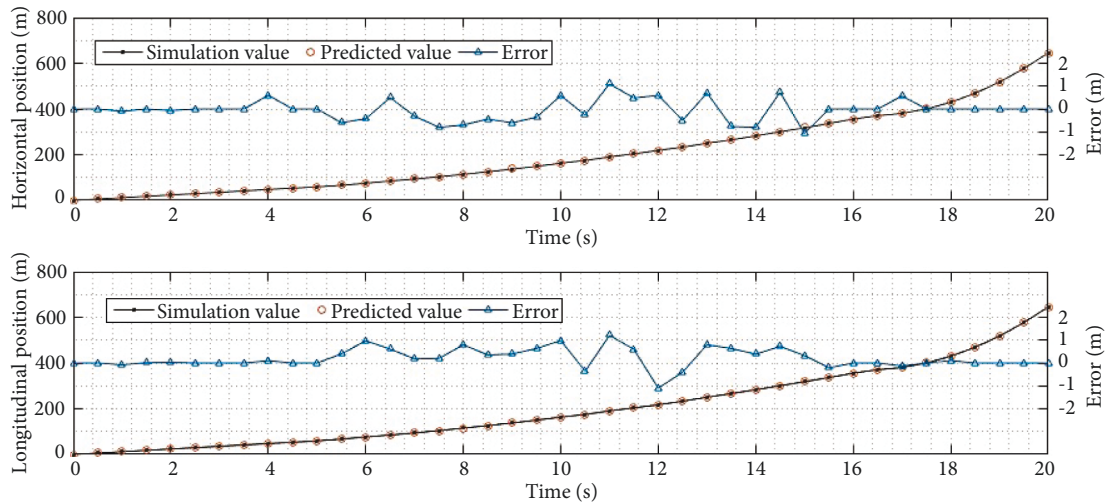 800
600
400
200
0
Horizontal position (m)
Simulation value Predicted value Error
2
1
0
-1
-2
Error (m)
0 2 4 6 8 10 12 14 16 18 20
Time (s)
800
600
400
200
0
Longitudinal position (m)
Simulation value Predicted value Error
2
1
0
-1
-2
Error (m)
0 2 4 6 8 10 12 14 16 18 20
Time (s)